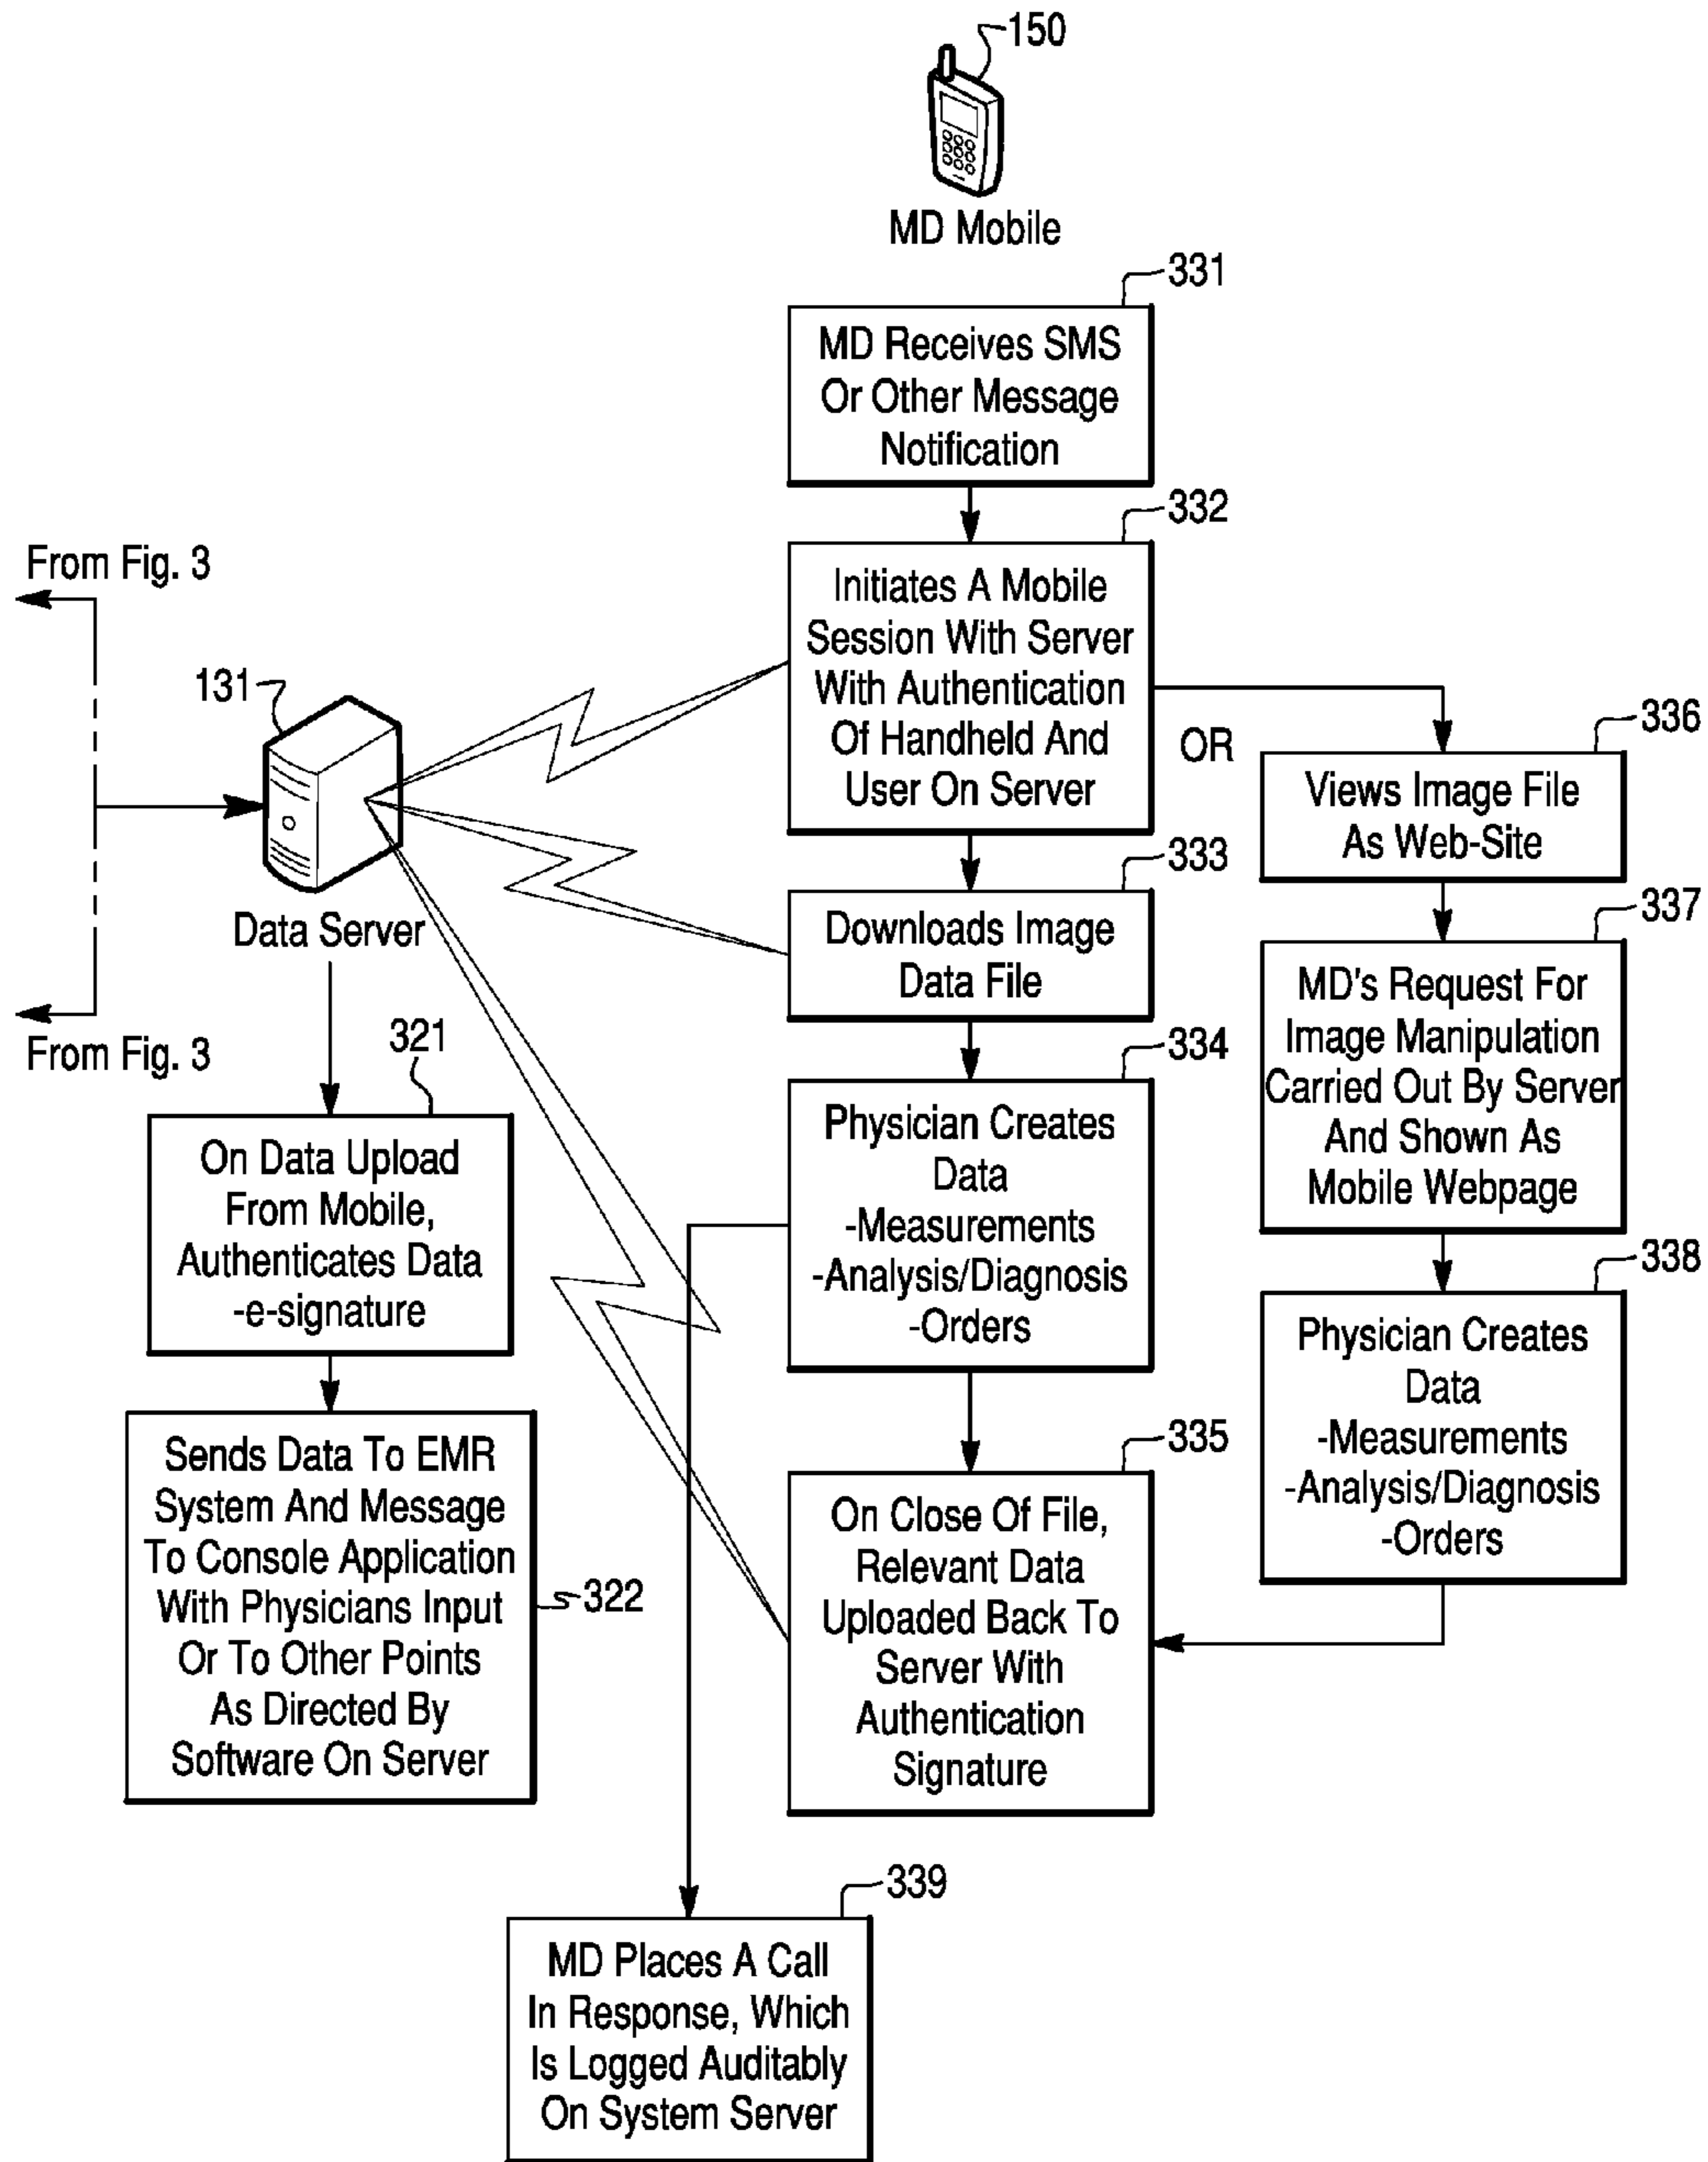 150
MD Mobile
331
MD Receives SMS
Or Other Message
Notification
332
Initiates A Mobile
Session With Server
With Authentication
Of Handheld And
User On Server
OR
From Fig. 3
131
Data Server
From Fig. 3
333
Downloads Image
Data File
336
Views Image File
As Web-Site
337
MD's Request For
Image Manipulation
Carried Out By Server
And Shown As
Mobile Webpage
321
On Data Upload
From Mobile,
Authenticates Data
-e-signature
334
Physician Creates
Data
-Measurements
-Analysis/Diagnosis
-Orders
338
Physician Creates
Data
-Measurements
-Analysis/Diagnosis
-Orders
322
Sends Data To EMR
System And Message
To Console Application
With Physicians Input
Or To Other Points
As Directed By
Software On Server
335
On Close Of File,
Relevant Data
Uploaded Back To
Server With
Authentication
Signature
339
MD Places A Call
In Response, Which
Is Logged Auditably
On System Server